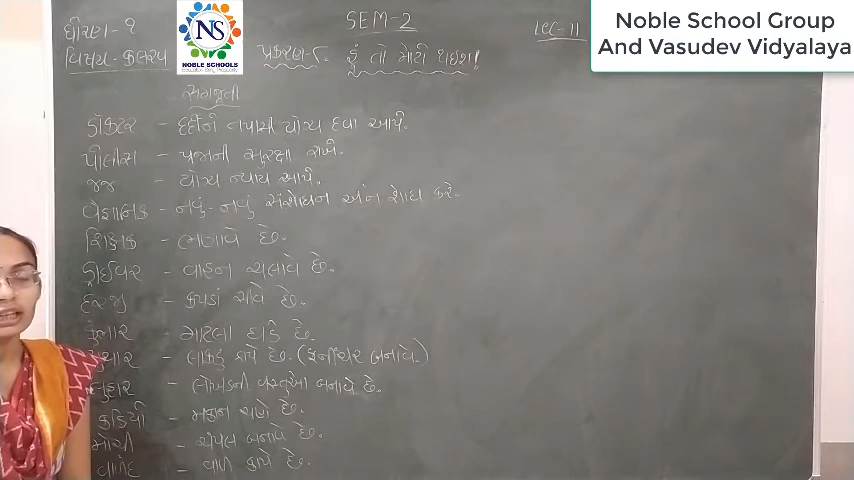 ધોરણ - ૧
SEM-2
Lec-11
વિષય - કલરવ
પ્રકરણ - ૮ હું તો મોટી થઈશ!
NS
NOBLE SCHOOLS
Noble School Group
And Vasudev Vidyalaya
સમજૂતી
ડૉક્ટર - દર્દીને તપાસી યોગ્ય દવા આપે.
પોલીસ - પ્રજાની સુરક્ષા રાખે.
જજ - યોગ્ય ન્યાય આપે.
વૈજ્ઞાનિક - નવું-નવું સંશોધન અને શોધ કરે.
શિક્ષક - ભણાવે છે.
ડ્રાઈવર - વાહન ચલાવે છે.
દરજી - કપડાં સીવે છે.
કુંભાર - માટલા ઘડે છે.
સુથાર - લાકડું કાપે છે. (ફર્નીચર બનાવે.)
લુહાર - લોખંડની વસ્તુઓ બનાવે છે.
કડિયો - મકાન ચણે છે.
મોચી - ચંપલ બનાવે છે.
વાળંદ - વાળ કાપે છે.